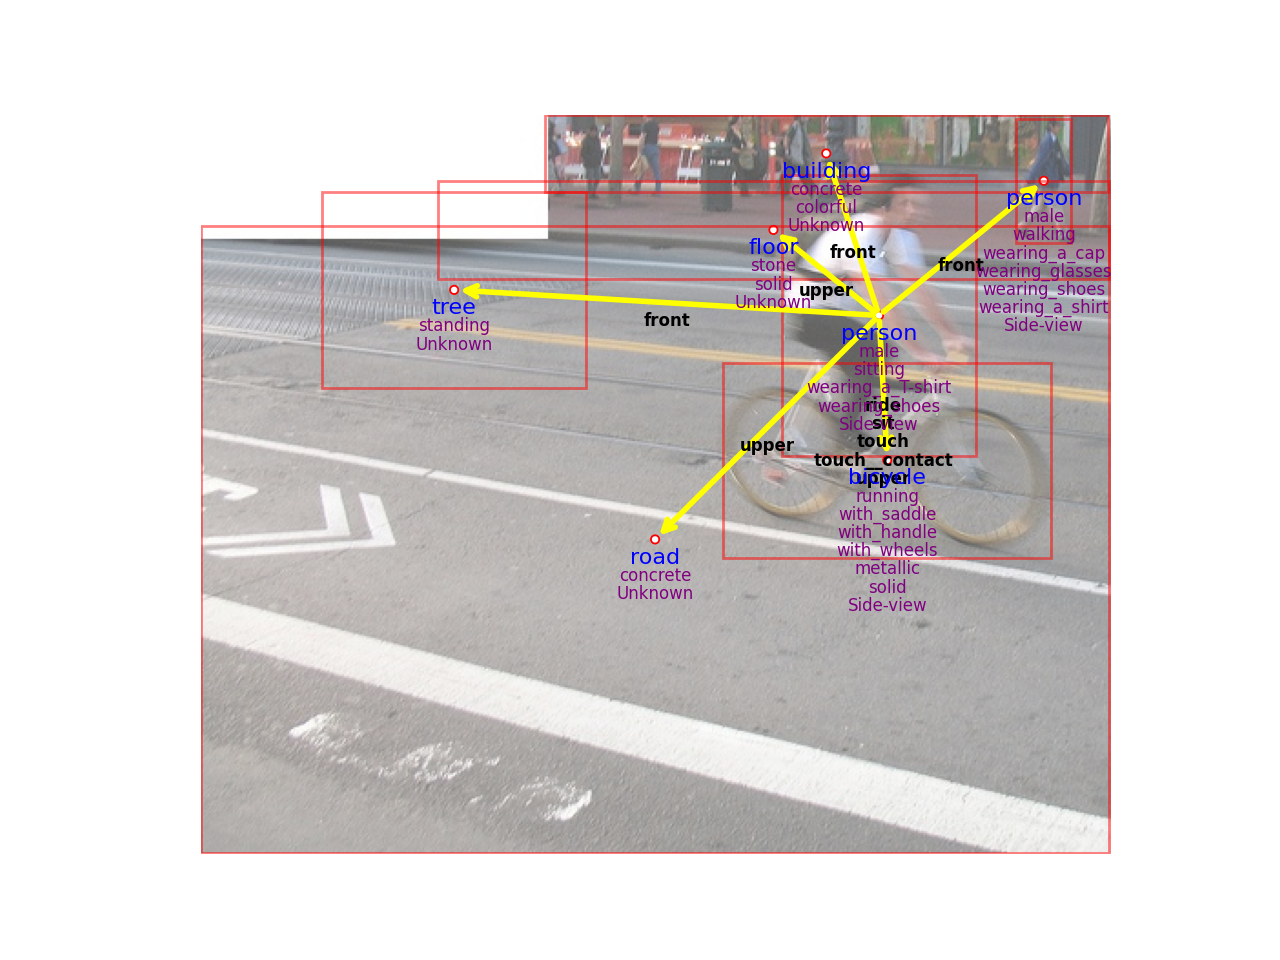 building
concrete
colorful
Unknown
person
male
walking
wearing_a_cap
wearing_glasses
wearing_shoes
wearing_a_shirt
Side-view
floor
stone
solid
Unknown
front
front
upper
front
tree
standing
Unknown
person
male
sitting
wearing_a_T-shirt
wearing_shoes
Side-view
ride
sit
touch
touch__contact
upper
upper
bicycle
running
with_saddle
with_handle
with_wheels
metallic
solid
Side-view
road
concrete
Unknown